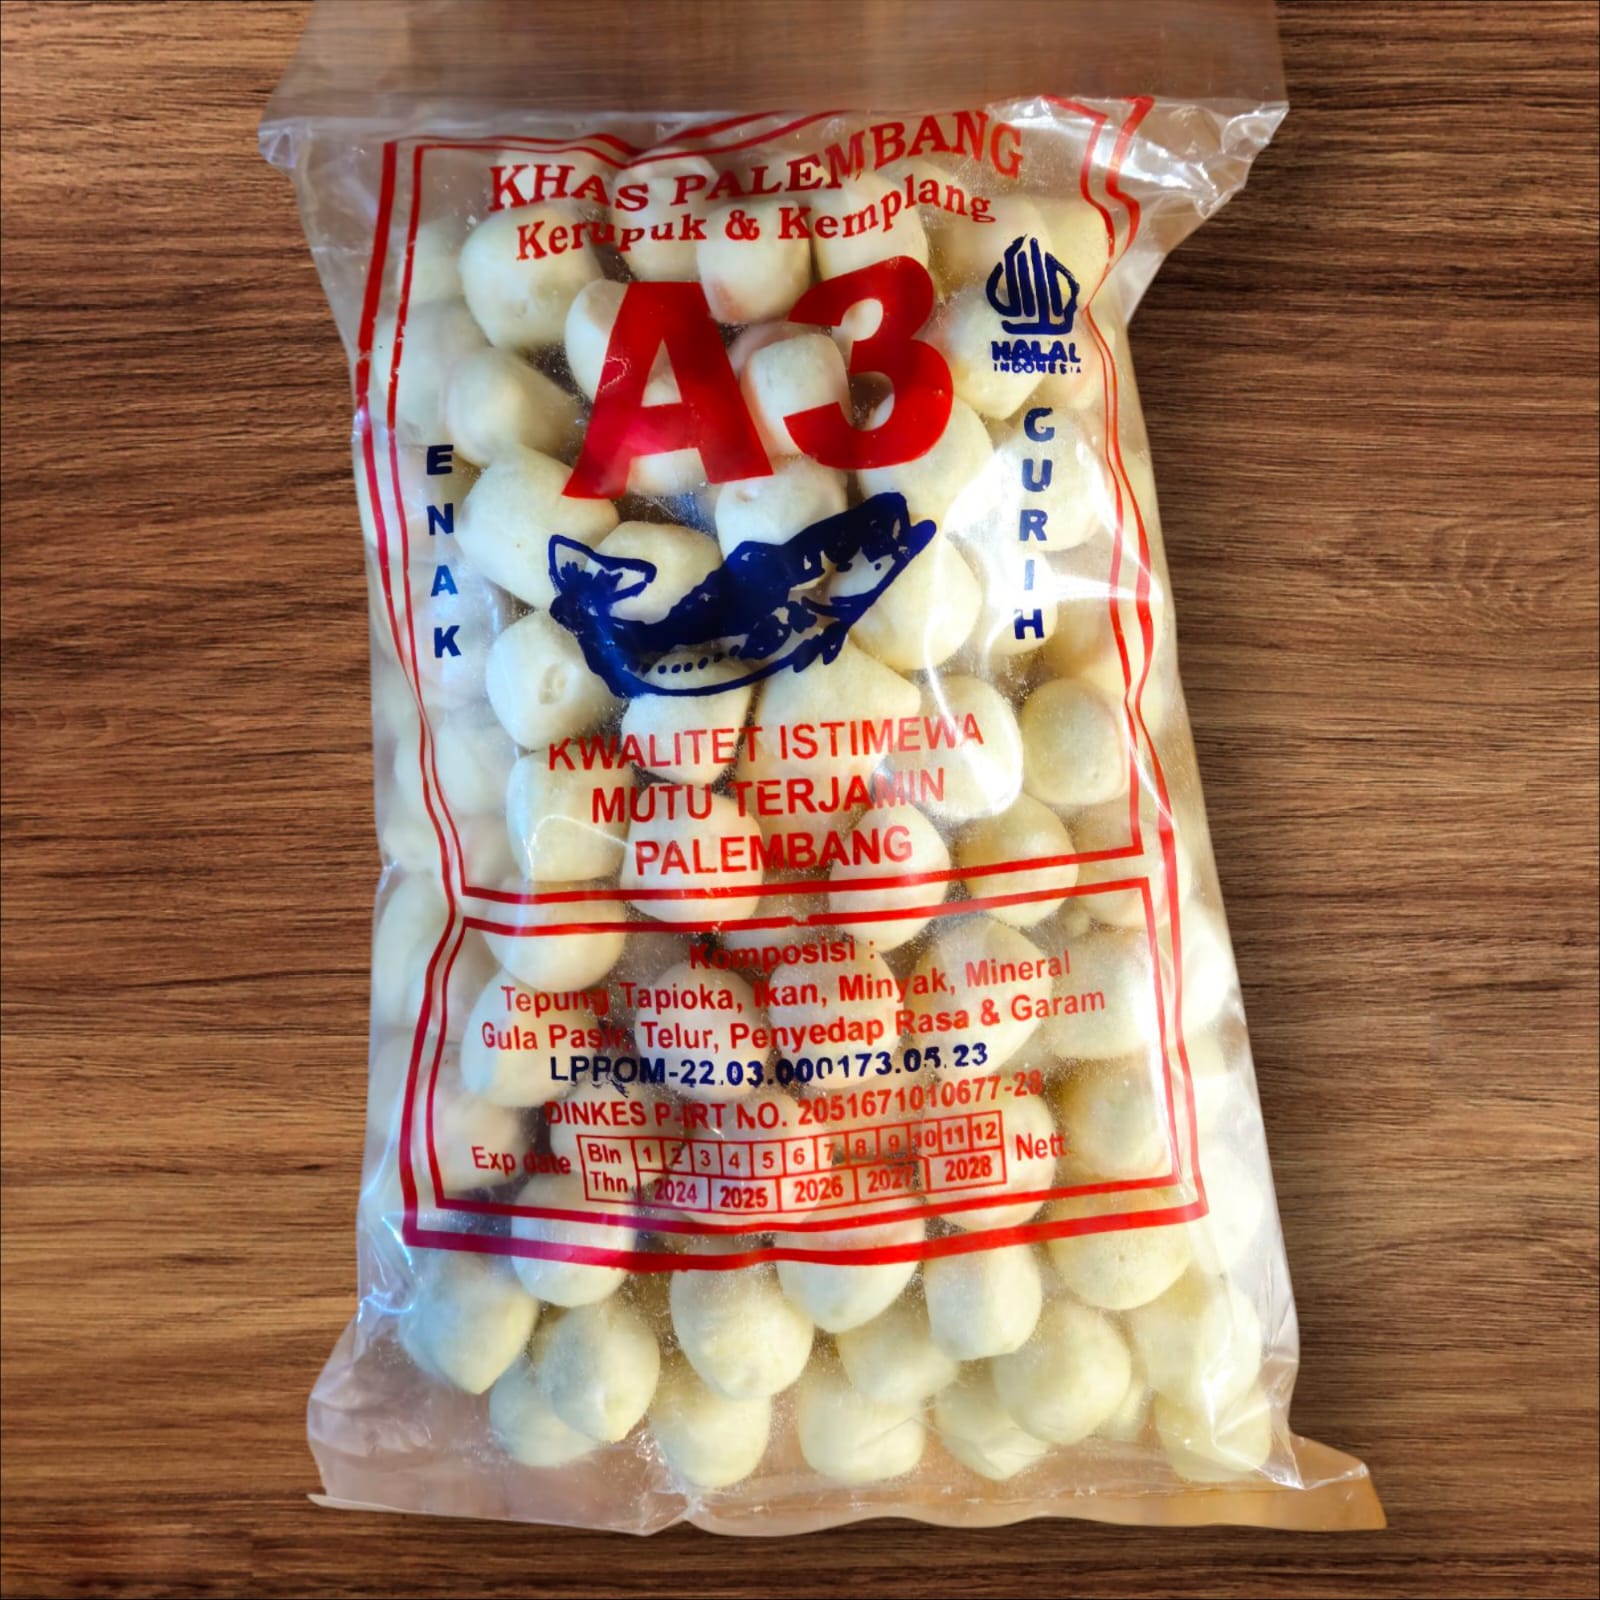 KHAS PALEMBANG
Kerupuk & Kemplang
A3
HALAL
INDONESIA
ENAK
GURIH
KWALITET ISTIMEWA
MUTU TERJAMIN
PALEMBANG
Komposisi :
Tepung Tapioka, Ikan, Minyak, Mineral
Gula Pasir, Telur, Penyedap Rasa & Garam
LPPOM-22.03.000173.05.23
DINKES P-IRT NO. 2051671010677-28
Exp date
Bln 1 2 3 4 5 6 7 8 9 10 11 12
Thn 2024 2025 2026 2027 2028
Nett